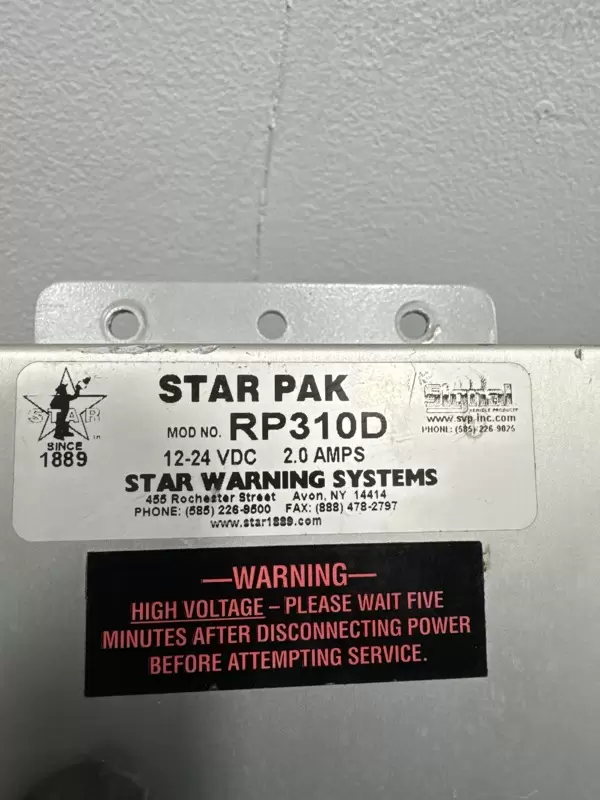 STAR
SINCE
1889
STAR PAK
MOD NO. RP310D
12-24 VDC 2.0 AMPS
STAR WARNING SYSTEMS
455 Rochester Street Avon, NY 14414
PHONE: (585) 226-9500 FAX: (888) 478-2797
www.star1889.com
Signal
VEHICLE PRODUCTS
www.svp-inc.com
PHONE: (585) 226-9025
—WARNING—
HIGH VOLTAGE – PLEASE WAIT FIVE
MINUTES AFTER DISCONNECTING POWER
BEFORE ATTEMPTING SERVICE.